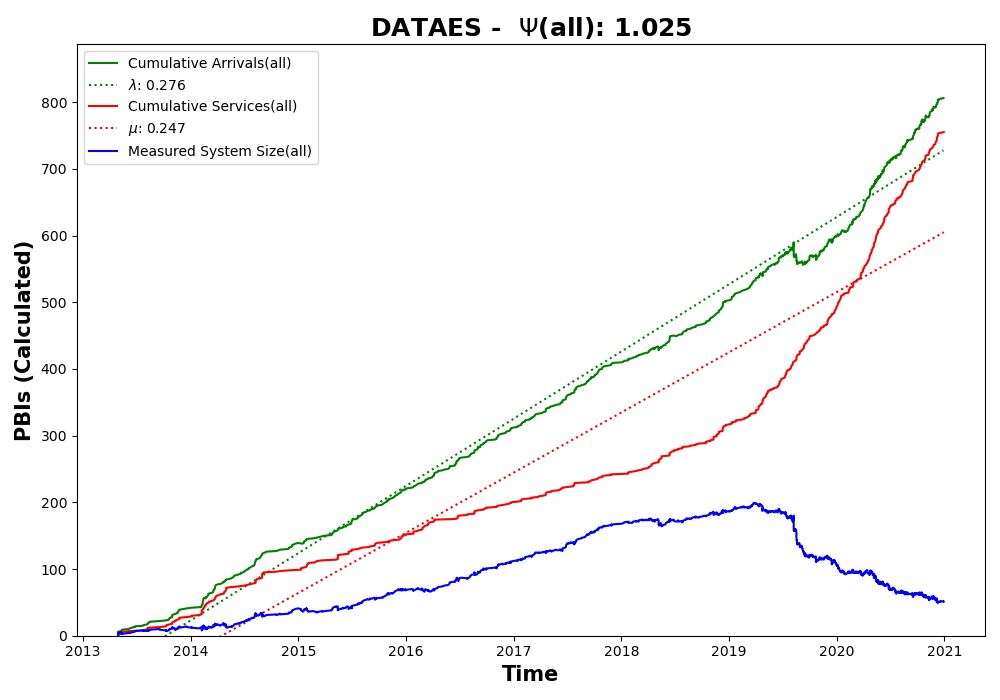 DATAES - Ψ(all): 1.025
Cumulative Arrivals(all)
λ: 0.276
Cumulative Services(all)
μ: 0.247
Measured System Size(all)
PBIs (Calculated)
800
700
600
500
400
300
200
100
0
2013 2014 2015 2016 2017 2018 2019 2020 2021
Time